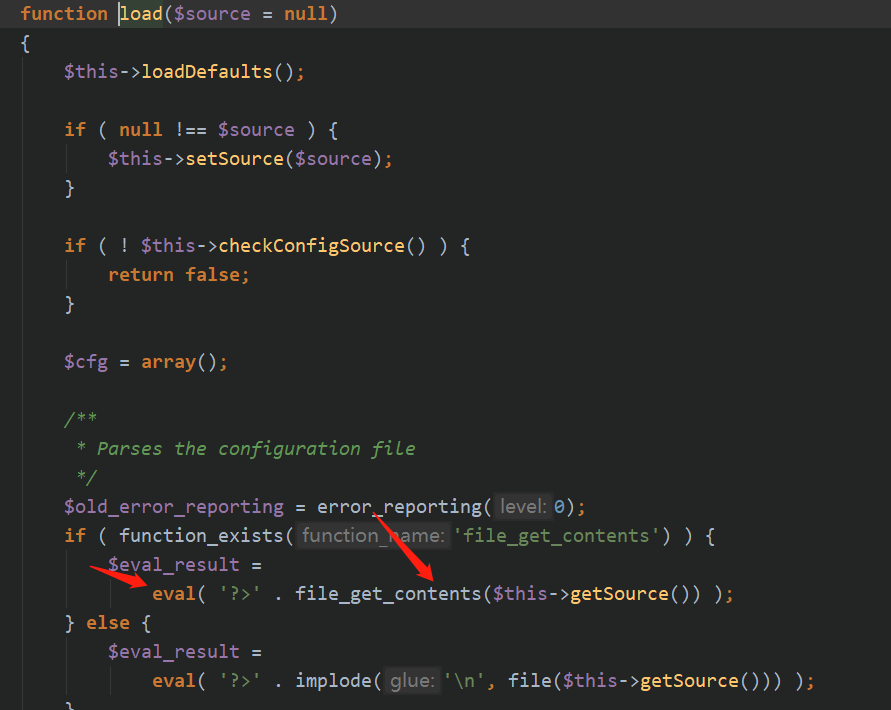 function load($source = null)
{
    $this->loadDefaults();
    if ( null !== $source ) {
        $this->setSource($source);
    }
    if ( ! $this->checkConfigSource() ) {
        return false;
    }
    $cfg = array();
    /**
     * Parses the configuration file
     */
    $old_error_reporting = error_reporting( level: 0);
    if ( function_exists( function_name: 'file_get_contents') ) {
        $eval_result =
            eval( '?>' . file_get_contents($this->getSource()) );
    } else {
        $eval_result =
            eval( '?>' . implode( glue: '\n', file($this->getSource())) );
    }